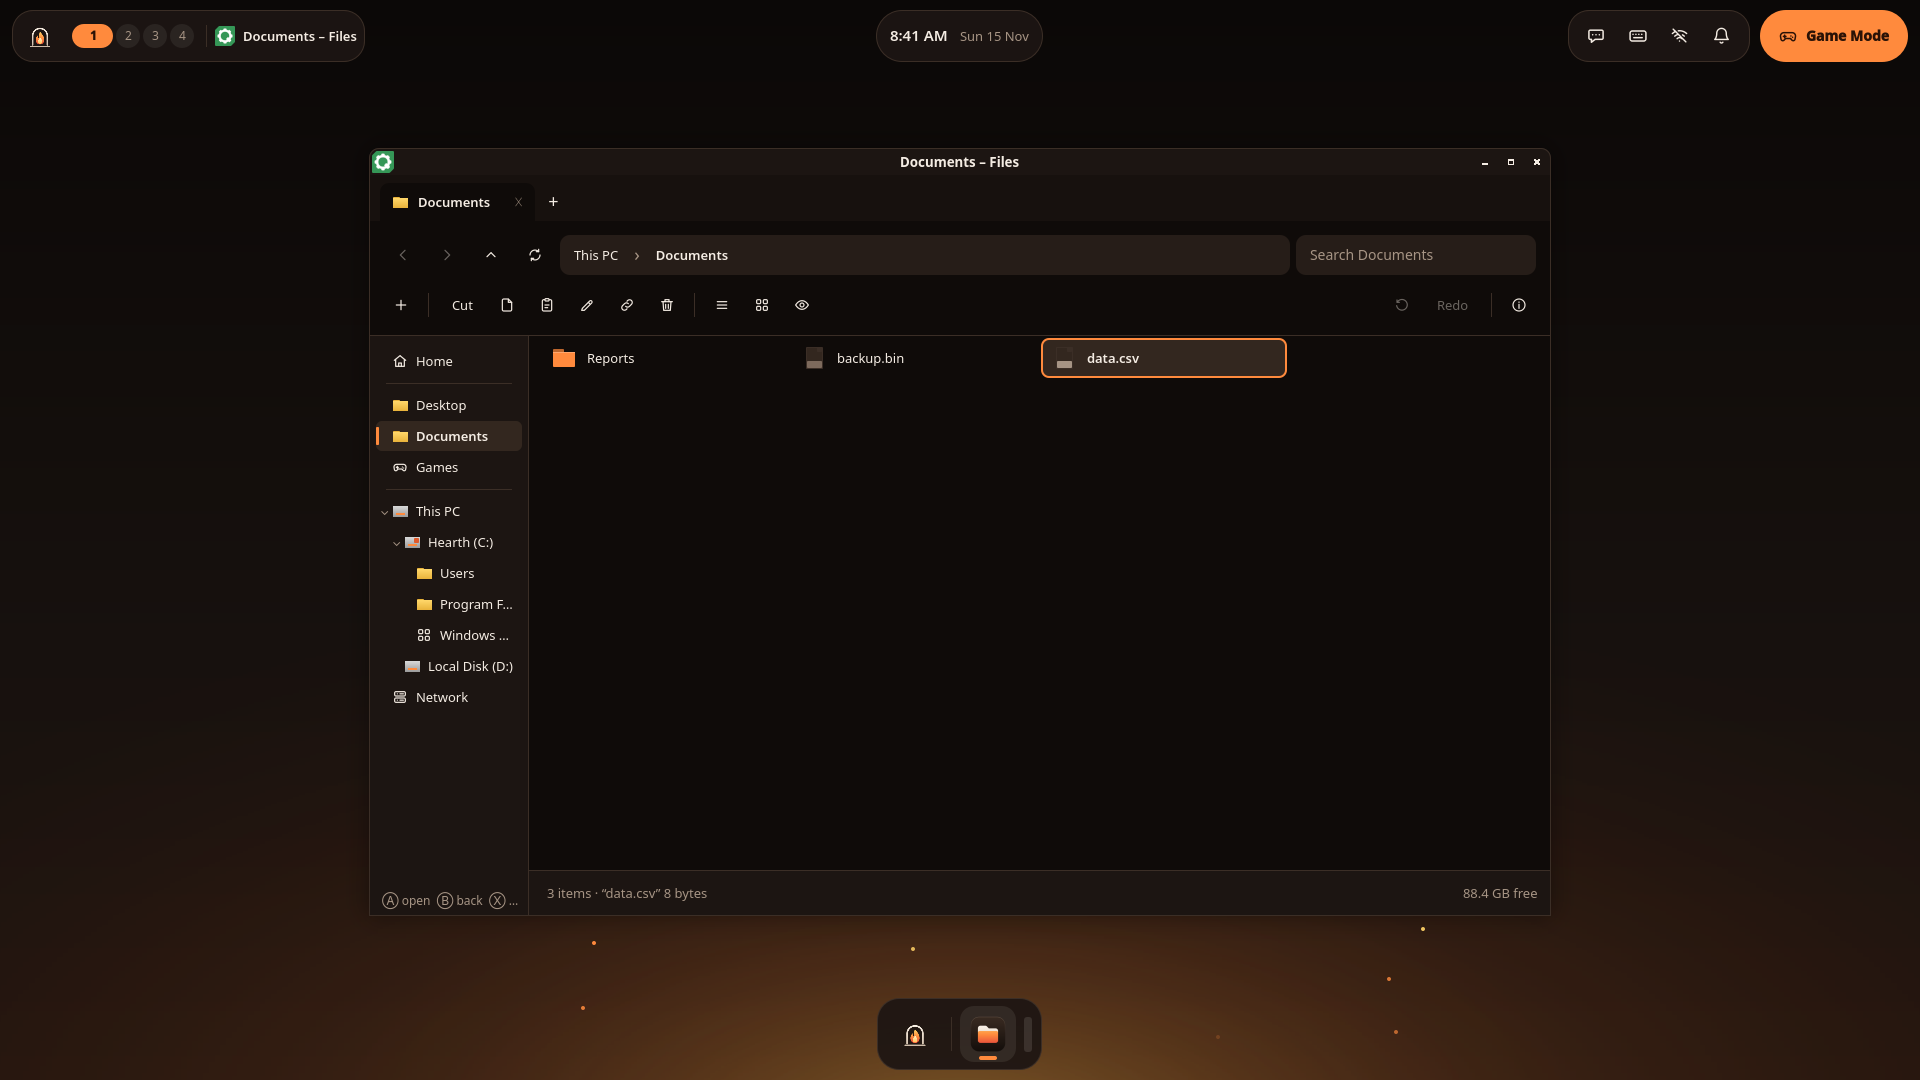 1 2 3 4 Documents – Files
8:41 AM Sun 15 Nov
Game Mode
Documents – Files
Documents X +
This PC › Documents
Search Documents
Cut
Redo
Home
Desktop
Documents
Games
This PC
Hearth (C:)
Users
Program F...
Windows ...
Local Disk (D:)
Network
A open B back X ...
Reports
backup.bin
data.csv
3 items · “data.csv” 8 bytes
88.4 GB free